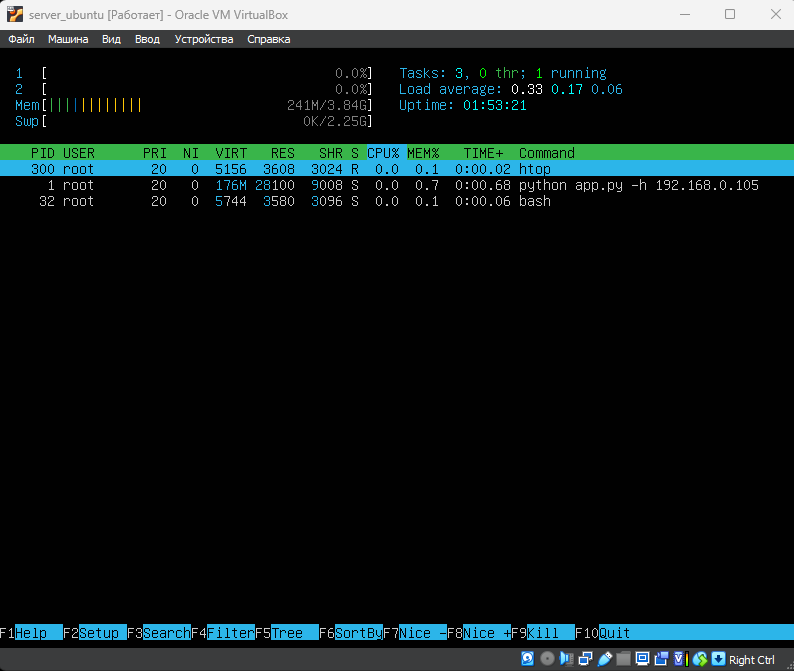 server_ubuntu [Работает] - Oracle VM VirtualBox
Файл Машина Вид Ввод Устройства Справка
1 [ 0.0%] Tasks: 3, 0 thr; 1 running
2 [ 0.0%] Load average: 0.33 0.17 0.06
Mem[|||||||||||| 241M/3.84G] Uptime: 01:53:21
Swp[ 0K/2.25G]
PID USER PRI NI VIRT RES SHR S CPU% MEM% TIME+ Command
300 root 20 0 5156 3608 3024 R 0.0 0.1 0:00.02 htop
1 root 20 0 176M 28100 9008 S 0.0 0.7 0:00.68 python app.py -h 192.168.0.105
32 root 20 0 5744 3580 3096 S 0.0 0.1 0:00.06 bash
F1Help F2Setup F3SearchF4FilterF5Tree F6SortByF7Nice -F8Nice +F9Kill F10Quit
Right Ctrl